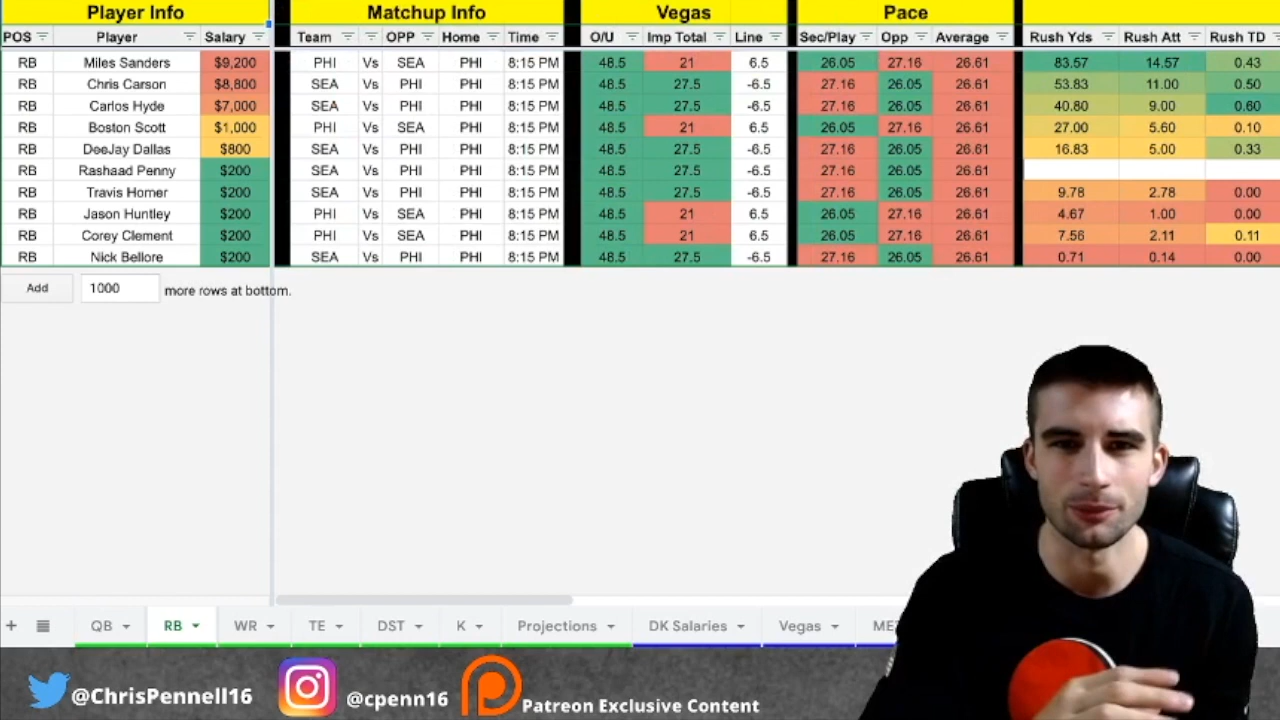 Player Info Matchup Info Vegas Pace
POS Player Salary Team OPP Home Time O/U Imp Total Line Sec/Play Opp Average Rush Yds Rush Att Rush TD
RB Miles Sanders $9,200 PHI Vs SEA PHI 8:15 PM 48.5 21 6.5 26.05 27.16 26.61 83.57 14.57 0.43
RB Chris Carson $8,800 SEA Vs PHI PHI 8:15 PM 48.5 27.5 -6.5 27.16 26.05 26.61 53.83 11.00 0.50
RB Carlos Hyde $7,000 SEA Vs PHI PHI 8:15 PM 48.5 27.5 -6.5 27.16 26.05 26.61 40.80 9.00 0.60
RB Boston Scott $1,000 PHI Vs SEA PHI 8:15 PM 48.5 21 6.5 26.05 27.16 26.61 27.00 5.60 0.10
RB DeeJay Dallas $800 SEA Vs PHI PHI 8:15 PM 48.5 27.5 -6.5 27.16 26.05 26.61 16.83 5.00 0.33
RB Rashaad Penny $200 SEA Vs PHI PHI 8:15 PM 48.5 27.5 -6.5 27.16 26.05 26.61
RB Travis Homer $200 SEA Vs PHI PHI 8:15 PM 48.5 27.5 -6.5 27.16 26.05 26.61 9.78 2.78 0.00
RB Jason Huntley $200 PHI Vs SEA PHI 8:15 PM 48.5 21 6.5 26.05 27.16 26.61 4.67 1.00 0.00
RB Corey Clement $200 PHI Vs SEA PHI 8:15 PM 48.5 21 6.5 26.05 27.16 26.61 7.56 2.11 0.11
RB Nick Bellore $200 SEA Vs PHI PHI 8:15 PM 48.5 27.5 -6.5 27.16 26.05 26.61 0.71 0.14 0.00
Add 1000 more rows at bottom.
+ QB RB WR TE DST K Projections DK Salaries Vegas ME
@ChrisPennell16 @cpenn16 Patreon Exclusive Content